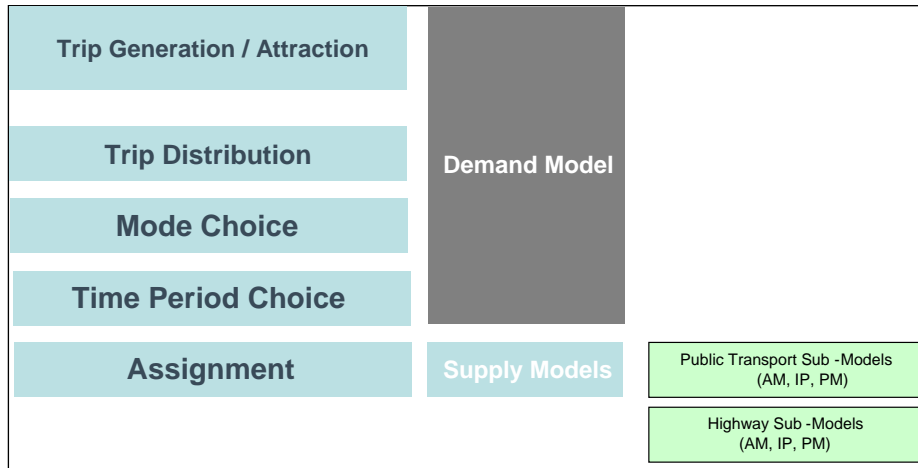 Trip Generation / Attraction
Trip Distribution
Demand Model
Mode Choice
Time Period Choice
Assignment
Supply Models
Public Transport Sub -Models
(AM, IP, PM)
Highway Sub -Models
(AM, IP, PM)